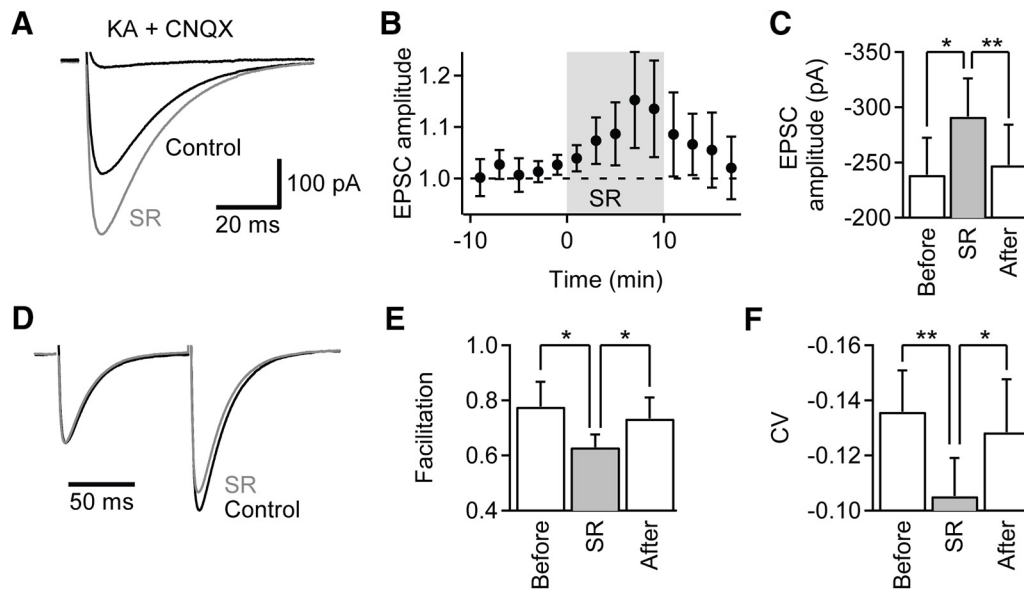 A
KA + CNQX
Control
SR
100 pA
20 ms
B
EPSC amplitude
1.2
1.1
1.0
SR
-10
0
10
Time (min)
C
EPSC
amplitude (pA)
-350
-300
-250
-200
*
**
Before
SR
After
D
SR
Control
50 ms
E
Facilitation
1.0
0.8
0.6
0.4
*
*
Before
SR
After
F
CV
-0.16
-0.14
-0.12
-0.10
**
*
Before
SR
After